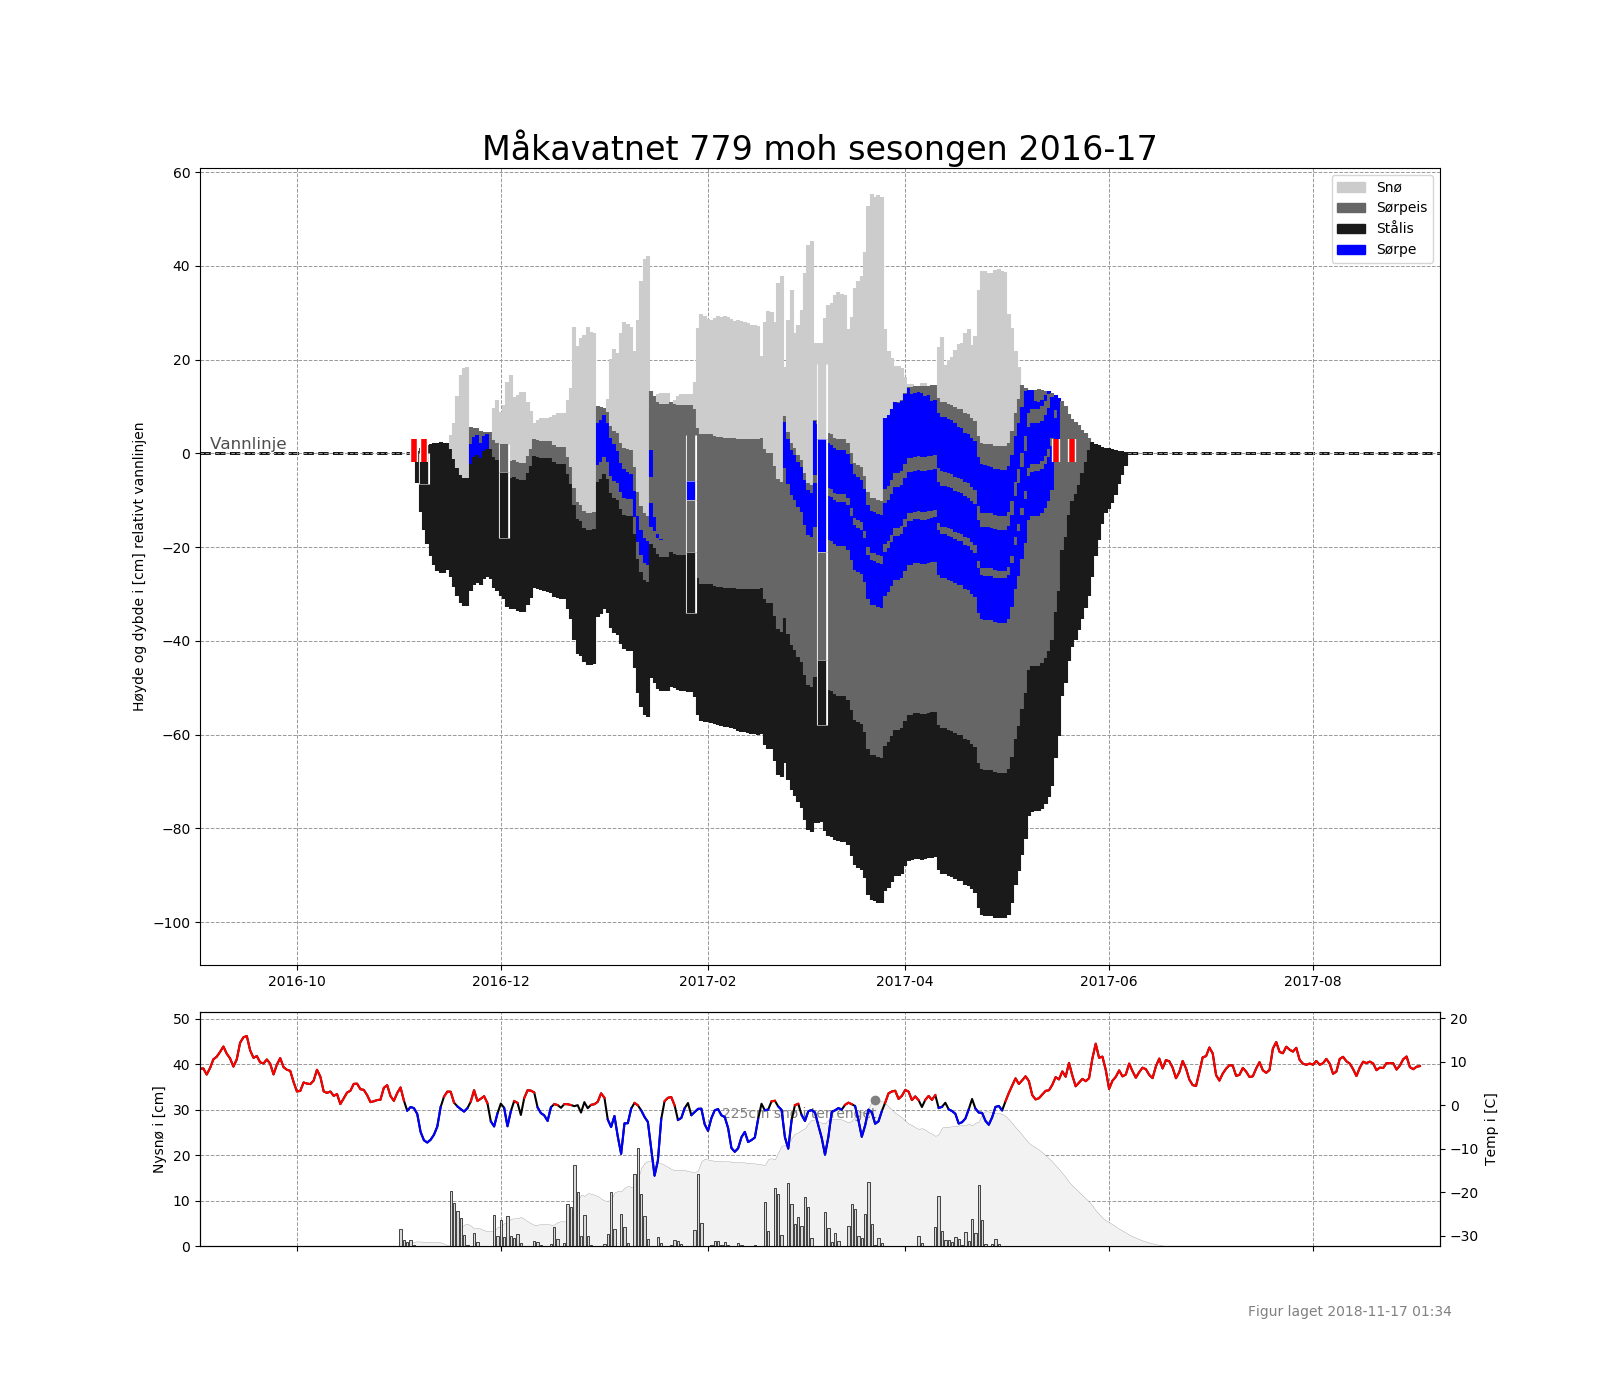 Måkavatnet 779 moh sesongen 2016-17
Høyde og dybde i [cm] relativt vannlinjen
60
40
20
0
−20
−40
−60
−80
−100
Vannlinje
Snø
Sørpeis
Stålis
Sørpe
2016-10
2016-12
2017-02
2017-04
2017-06
2017-08
Nysnø i [cm]
50
40
30
20
10
0
225cm snø i terrenget
20
10
0
−10
−20
−30
Temp i [C]
Figur laget 2018-11-17 01:34